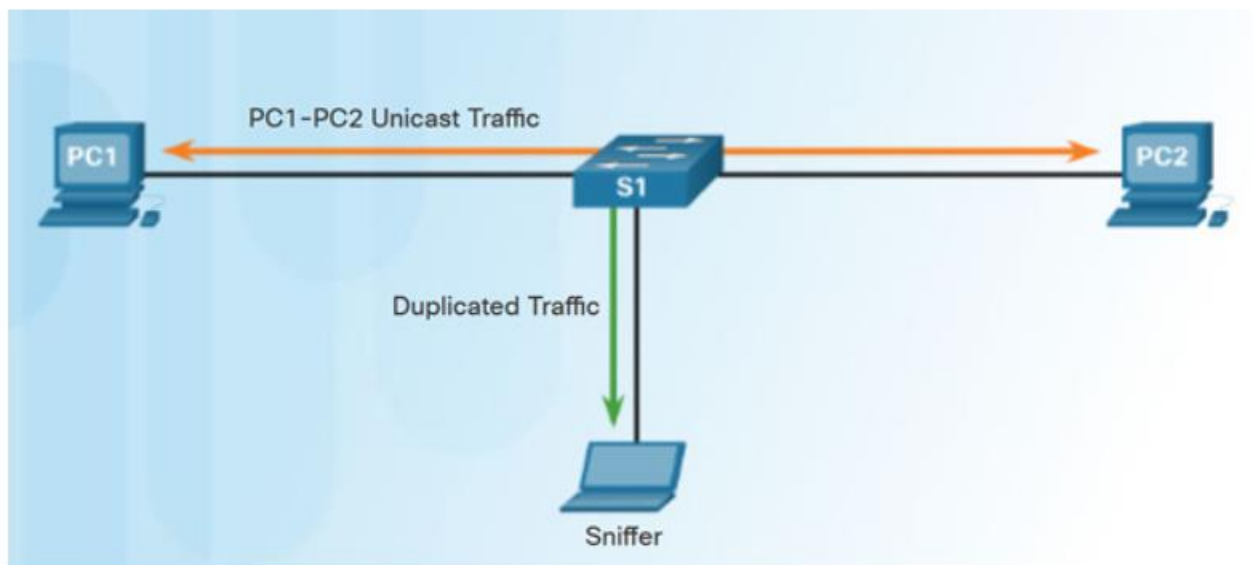 PC1-PC2 Unicast Traffic
PC1
PC2
S1
Duplicated Traffic
Sniffer